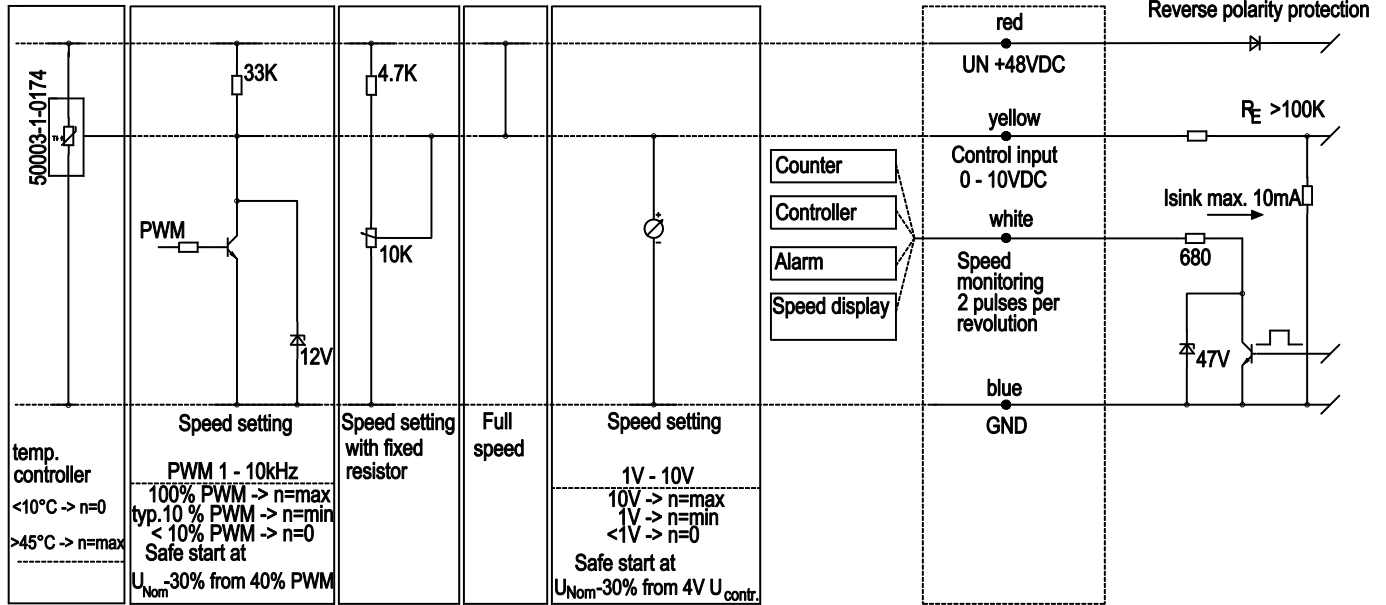 Reverse polarity protection
red
UN +48VDC
33K
4.7K
50003-1-0174
yellow
RE >100K
Control input
0 - 10VDC
Counter
Controller
Alarm
Speed display
Isink max. 10mA
white
PWM
10K
+
-
680
Speed
monitoring
2 pulses per
revolution
12V
47V
blue
GND
temp.
controller
<10°C -> n=0
>45°C -> n=max
Speed setting
PWM 1 - 10kHz
100% PWM -> n=max
typ.10 % PWM -> n=min
< 10% PWM -> n=0
Safe start at
UNom-30% from 40% PWM
Speed setting
with fixed
resistor
Full
speed
Speed setting
1V - 10V
10V -> n=max
1V -> n=min
<1V -> n=0
Safe start at
UNom-30% from 4V Ucontr.